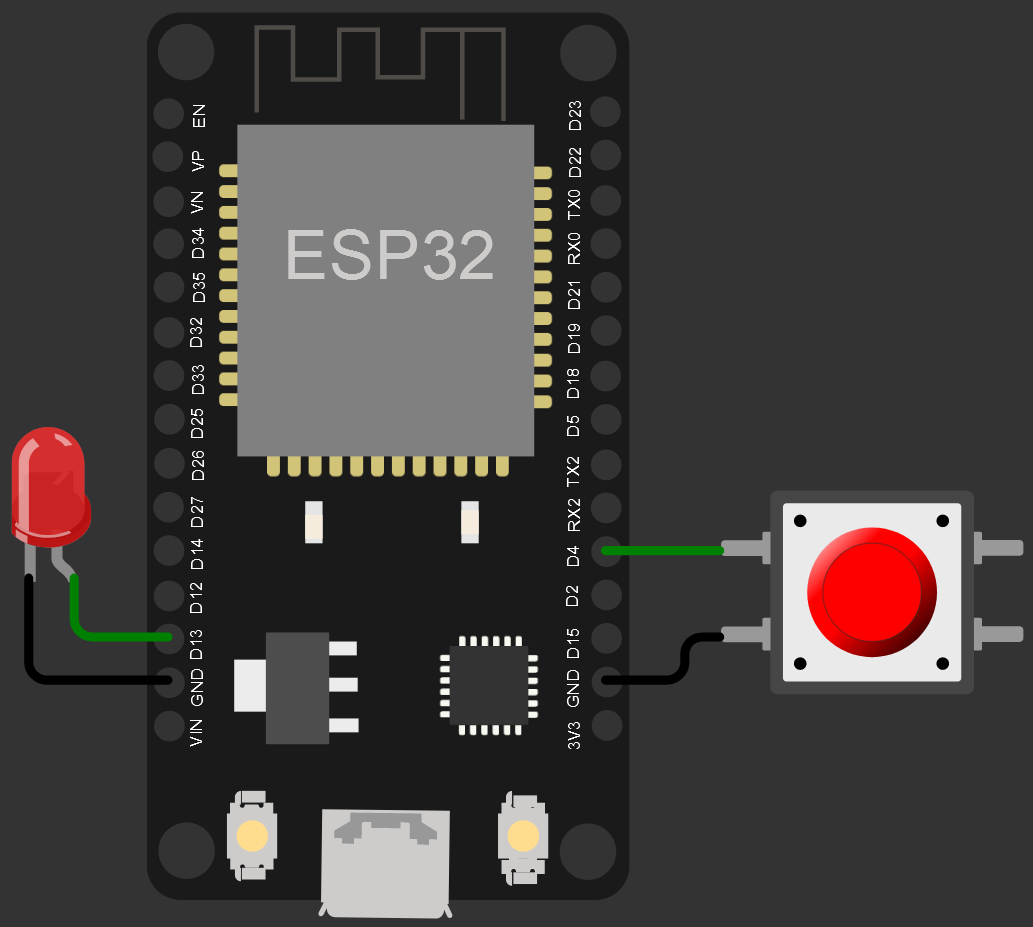 EN
VP
VN
D34
D35
D32
D33
D25
D26
D27
D14
D12
D13
GND
VIN
ESP32
D23
D22
TX0
RX0
D21
D19
D18
D5
TX2
RX2
D4
D2
D15
GND
3V3